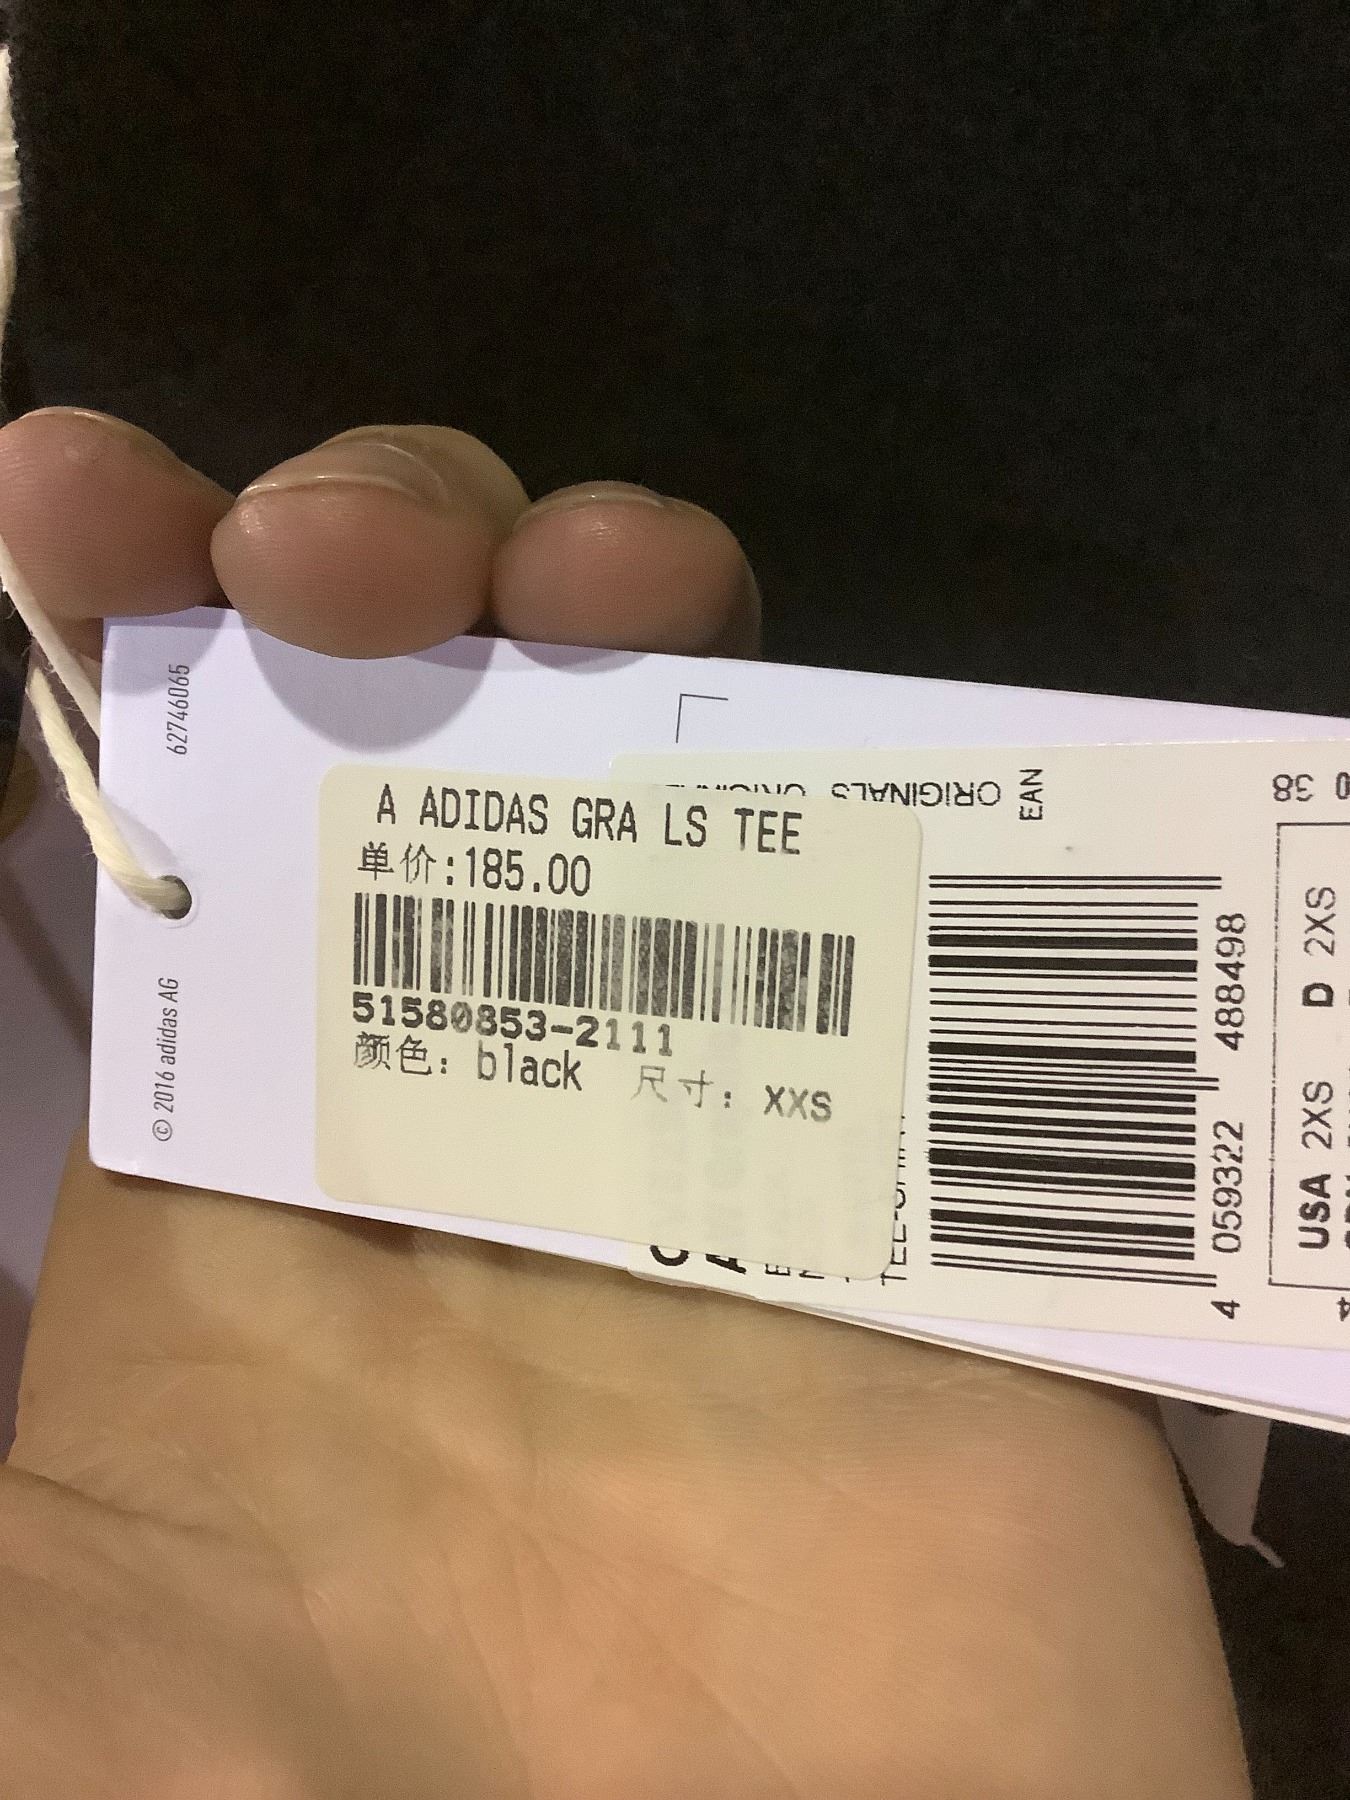 62746065
© 2016 adidas AG
A ADIDAS GRA LS TEE
单价:185.00
51580853-2111
颜色: black 尺寸: XXS
ORIGINALS
EAN
4 059322 488498
38
USA 2XS D 2XS